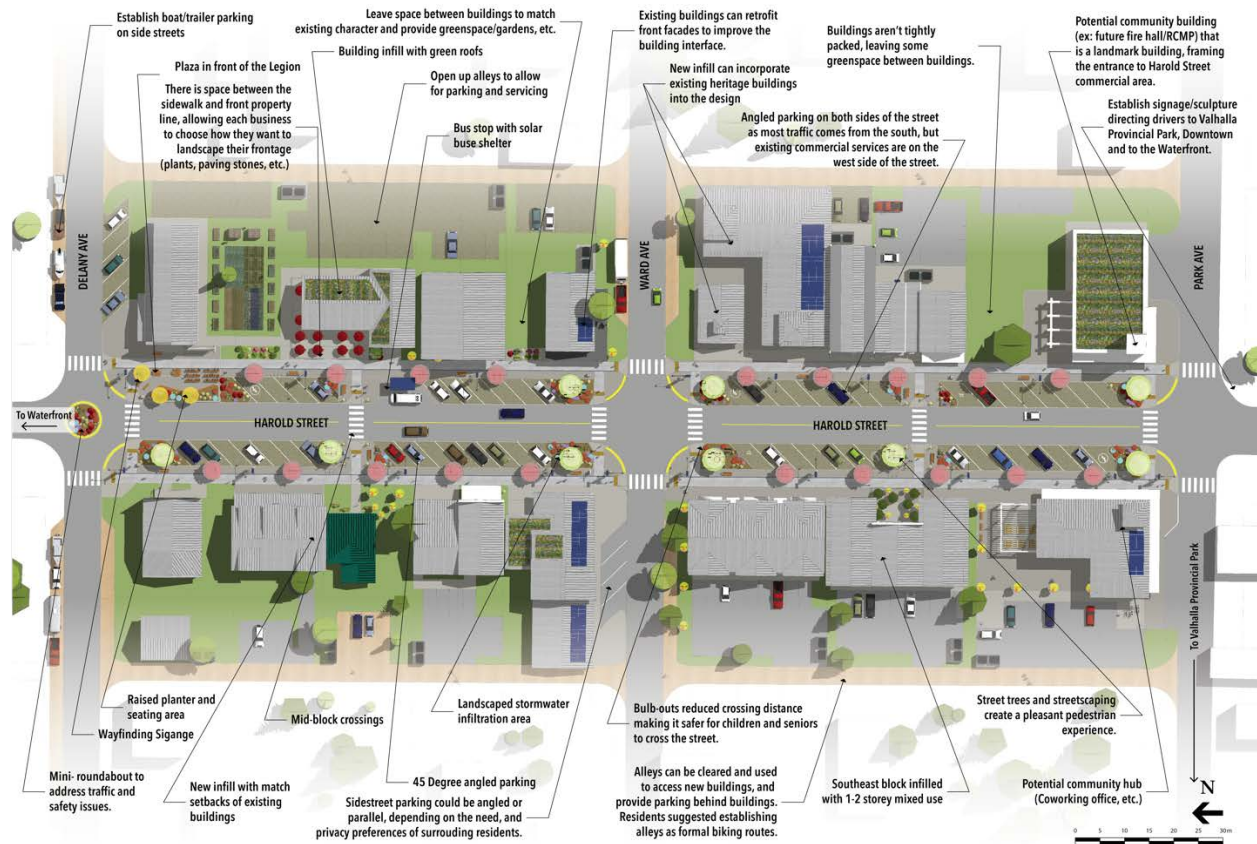 Establish boat/trailer parking
on side streets
Leave space between buildings to match
existing character and provide greenspace/gardens, etc.
Existing buildings can retrofit
front facades to improve the
building interface.
Buildings aren't tightly
packed, leaving some
greenspace between buildings.
Potential community building
(ex: future fire hall/RCMP) that
is a landmark building, framing
the entrance to Harold Street
commercial area.
Building infill with green roofs
Plaza in front of the Legion
Open up alleys to allow
for parking and servicing
New infill can incorporate
existing heritage buildings
into the design
There is space between the
sidewalk and front property
line, allowing each business
to choose how they want to
landscape their frontage
(plants, paving stones, etc.)
Bus stop with solar
buse shelter
Angled parking on both sides of the street
as most traffic comes from the south, but
existing commercial services are on the
west side of the street.
Establish signage/sculpture
directing drivers to Valhalla
Provincial Park, Downtown
and to the Waterfront.
DELANY AVE
WARD AVE
PARK AVE
To Waterfront
HAROLD STREET
HAROLD STREET
To Valhalla Provincial Park
Raised planter and
seating area
Wayfinding Sigange
Mid-block crossings
Landscaped stormwater
infiltration area
Bulb-outs reduced crossing distance
making it safer for children and seniors
to cross the street.
Street trees and streetscaping
create a pleasant pedestrian
experience.
Mini- roundabout to
address traffic and
safety issues.
New infill with match
setbacks of existing
buildings
45 Degree angled parking
Sidestreet parking could be angled or
parallel, depending on the need, and
privacy preferences of surrouding residents.
Alleys can be cleared and used
to access new buildings, and
provide parking behind buildings.
Residents suggested establishing
alleys as formal biking routes.
Southeast block infilled
with 1-2 storey mixed use
Potential community hub
(Coworking office, etc.)
N
0 5 10 15 20 25 30m